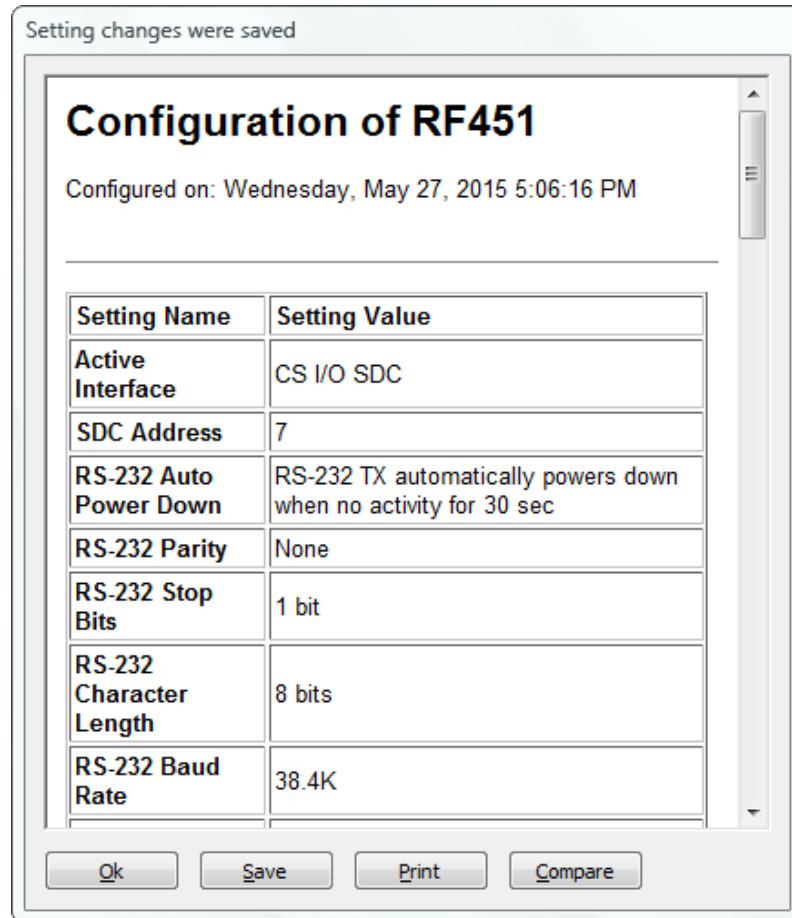 Setting changes were saved
Configuration of RF451
Configured on: Wednesday, May 27, 2015 5:06:16 PM
Setting Name Setting Value
Active
Interface
CS I/O SDC
SDC Address 7
RS-232 Auto
Power Down
RS-232 TX automatically powers down
when no activity for 30 sec
RS-232 Parity None
RS-232 Stop
Bits
1 bit
RS-232
Character
Length
8 bits
RS-232 Baud
Rate
38.4K
Ok Save Print Compare